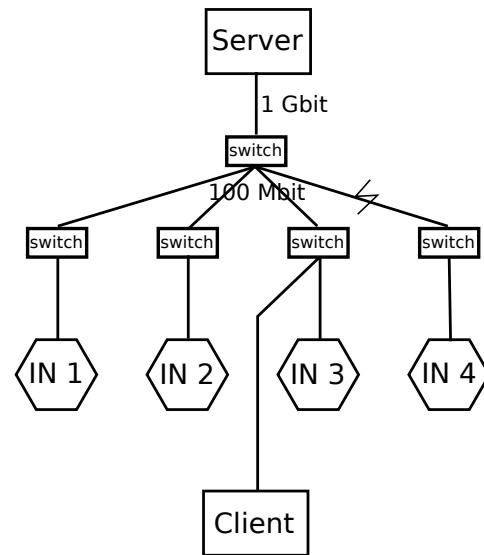 Server
1 Gbit
switch
100 Mbit
switch
switch
switch
switch
IN 1
IN 2
IN 3
IN 4
Client